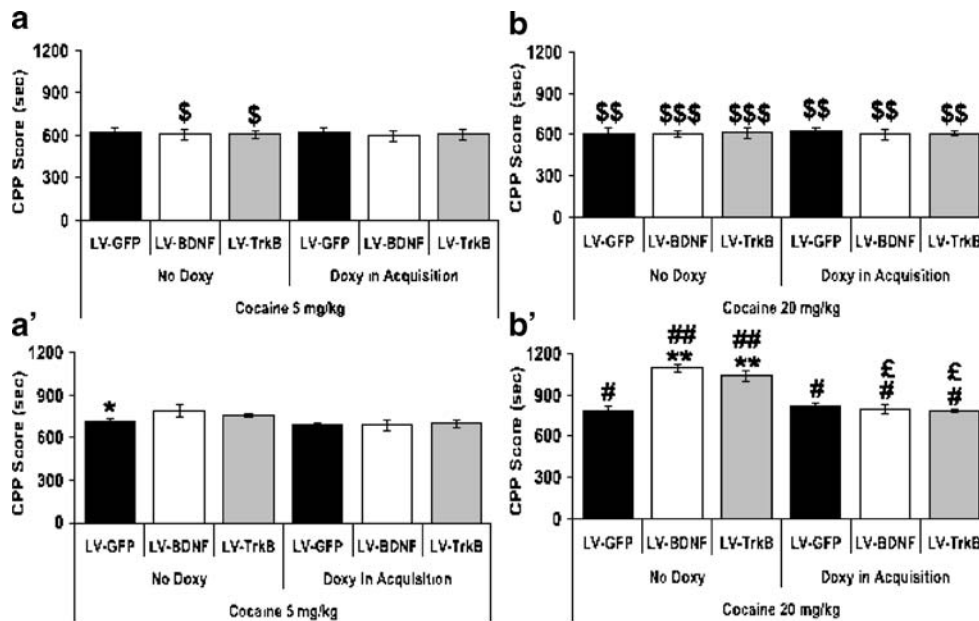 a
CPP Score (sec)
1200
900
600
300
0
$ $
LV-GFP LV-BDNF LV-TrkB LV-GFP LV-BDNF LV-TrkB
No Doxy Doxy in Acquisition
Cocaine 5 mg/kg
b
CPP Score (sec)
1200
900
600
300
0
$$ $$$ $$$ $$ $$ $$
LV-GFP LV-BDNF LV-TrkB LV-GFP LV-BDNF LV-TrkB
No Doxy Doxy in Acquisition
Cocaine 20 mg/kg
a’
CPP Score (sec)
1200
900
600
300
0
*
LV-GFP LV-BDNF LV-TrkB LV-GFP LV-BDNF LV-TrkB
No Doxy Doxy In Acquisition
Cocaine 5 mg/kg
b’
CPP Score (sec)
1200
900
600
300
0
## ##
** ** £ £
# # # #
LV-GFP LV-BDNF LV-TrkB LV-GFP LV-BDNF LV-TrkB
No Doxy Doxy in Acquisition
Cocaine 20 mg/kg